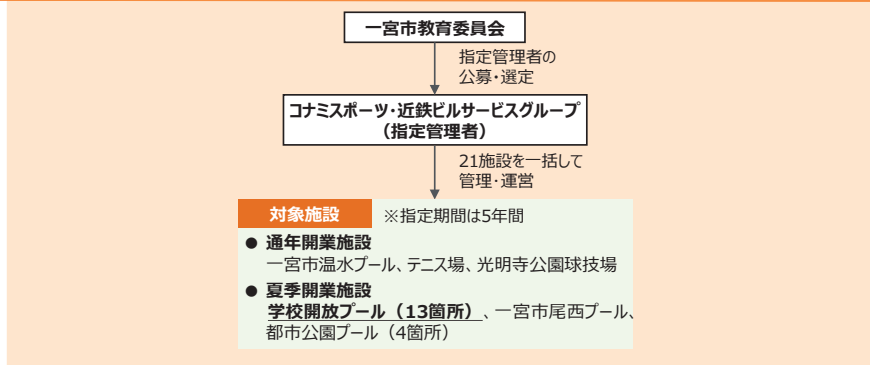 一宮市教育委員会
指定管理者の
公募・選定
コナミスポーツ・近鉄ビルサービスグループ
（指定管理者）
21施設を一括して
管理・運営
対象施設 ※指定期間は5年間
● 通年開業施設
一宮市温水プール、テニス場、光明寺公園球技場
● 夏季開業施設
学校開放プール（13箇所）、一宮市尾西プール、
都市公園プール（4箇所）